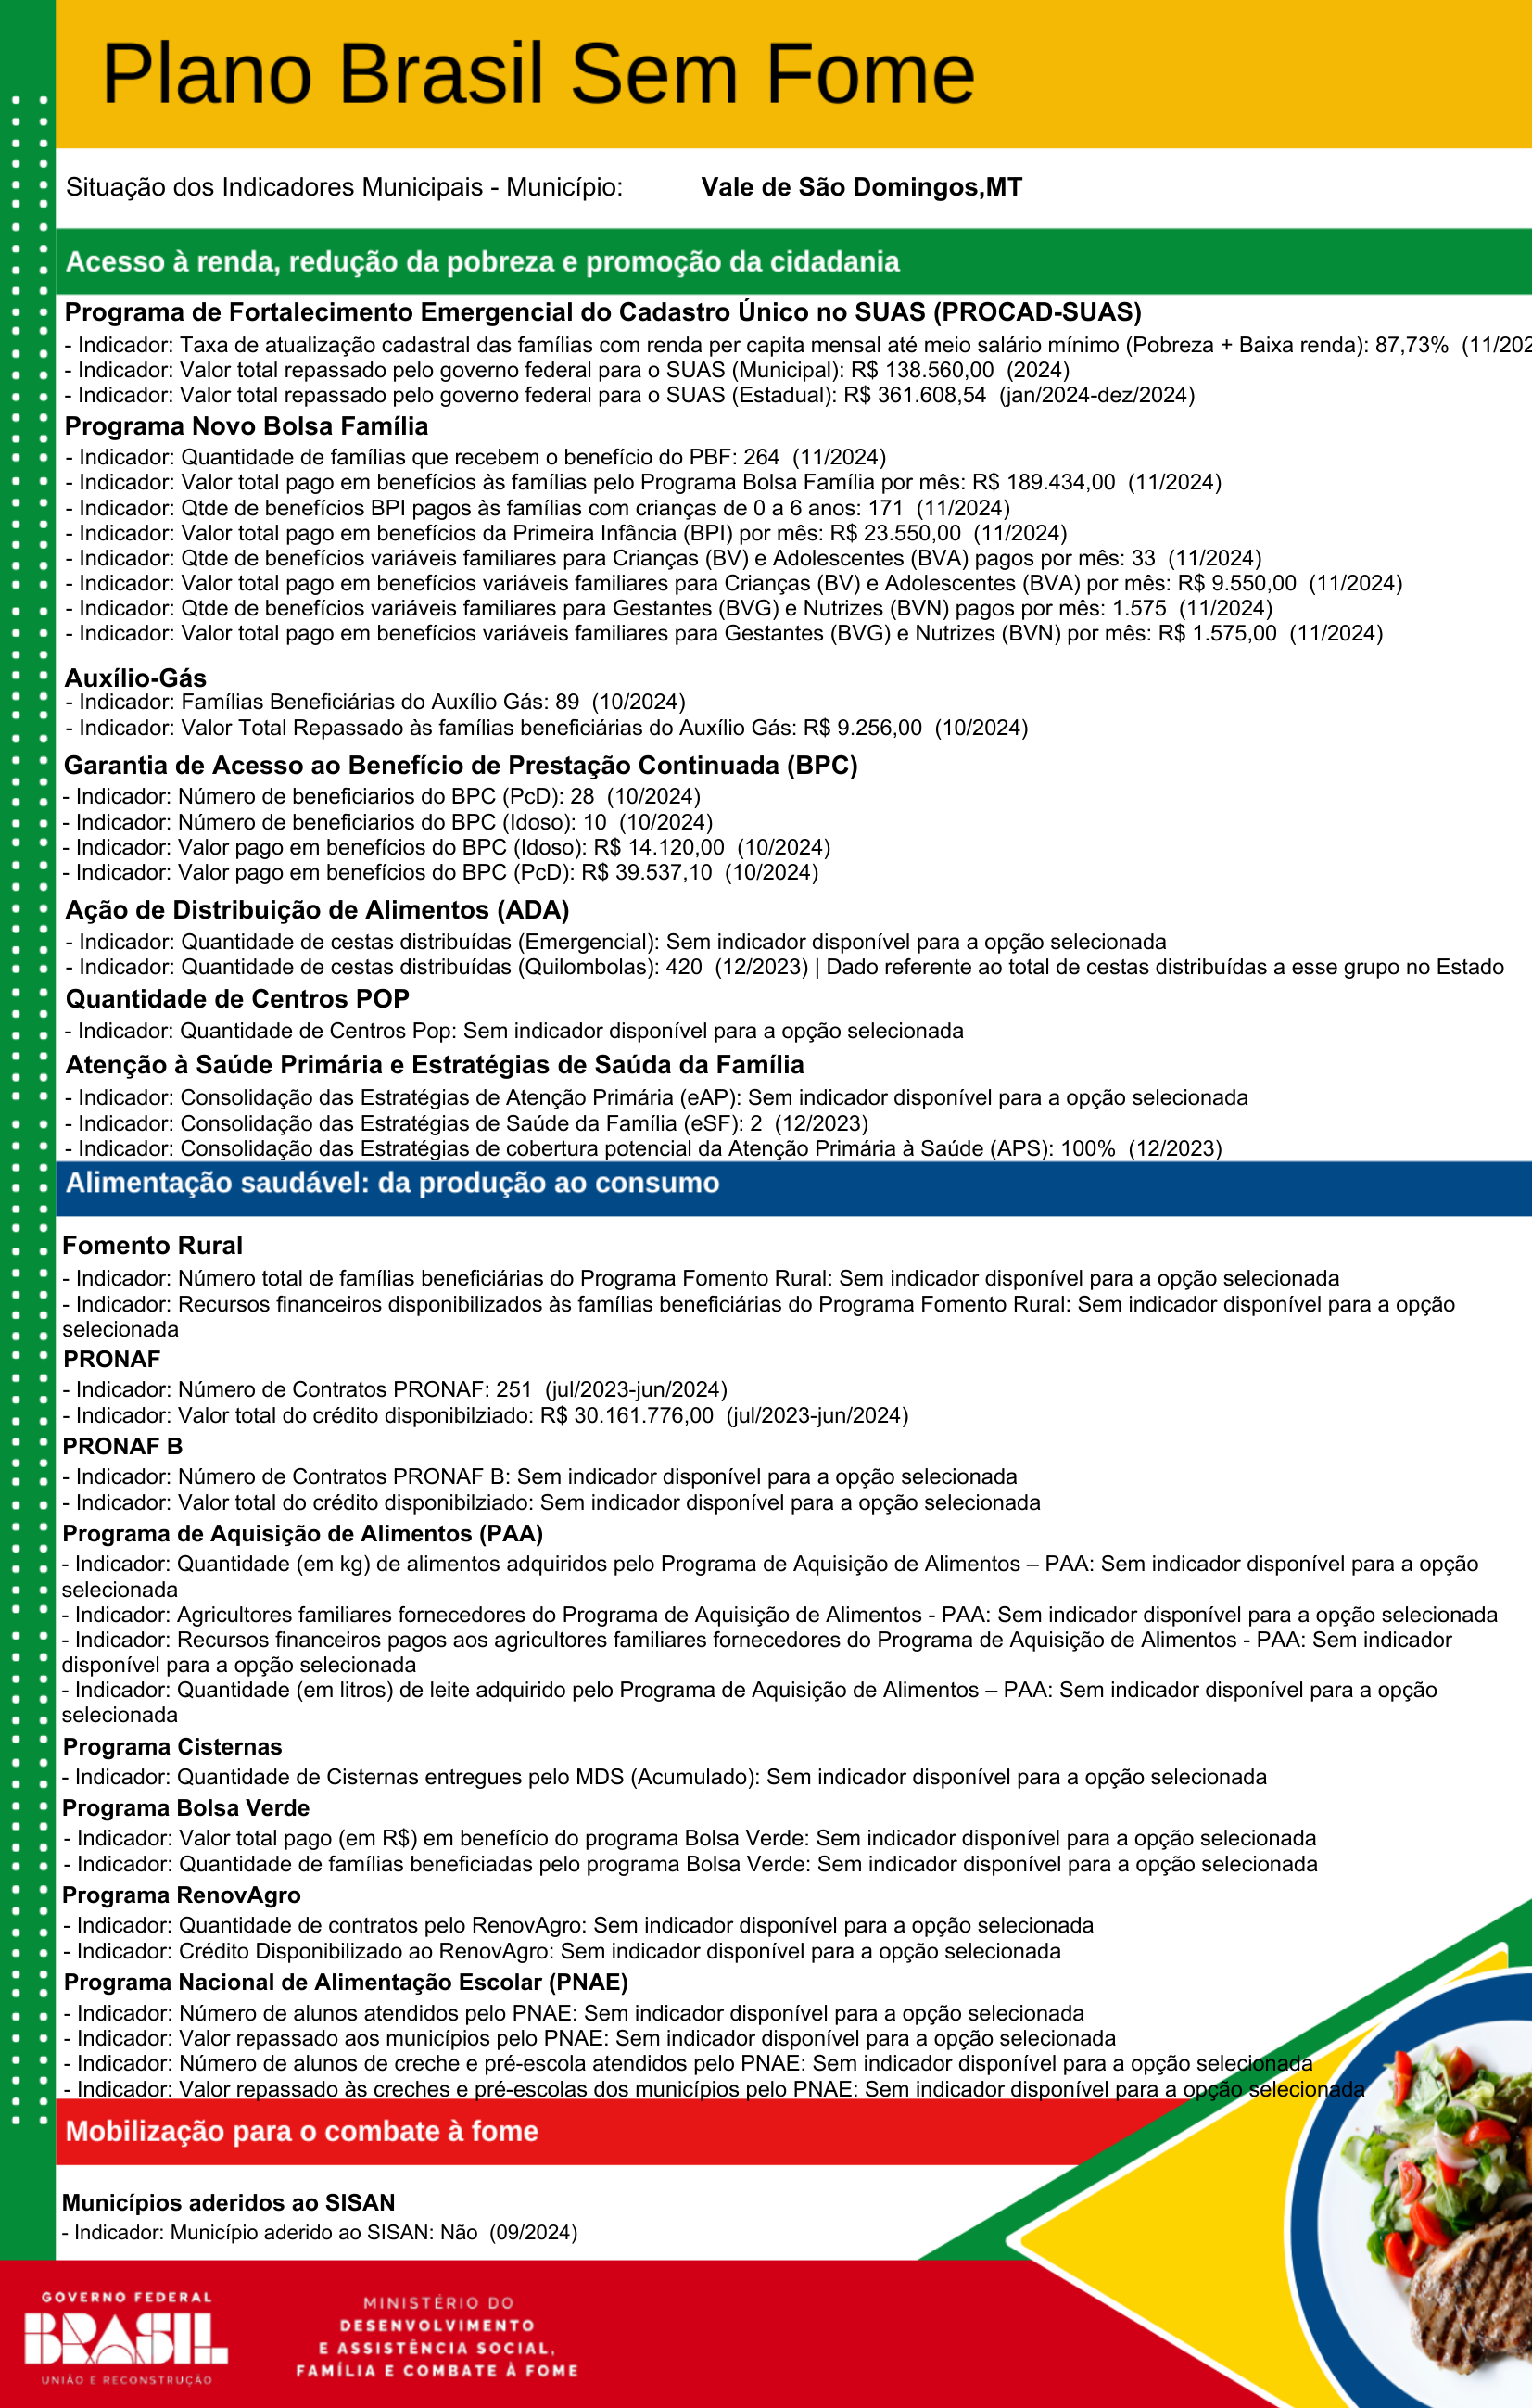 Plano Brasil Sem Fome
Situação dos Indicadores Municipais - Município: Vale de São Domingos,MT
Acesso à renda, redução da pobreza e promoção da cidadania
Programa de Fortalecimento Emergencial do Cadastro Único no SUAS (PROCAD-SUAS)
- Indicador: Taxa de atualização cadastral das famílias com renda per capita mensal até meio salário mínimo (Pobreza + Baixa renda): 87,73% (11/202
- Indicador: Valor total repassado pelo governo federal para o SUAS (Municipal): R$ 138.560,00 (2024)
- Indicador: Valor total repassado pelo governo federal para o SUAS (Estadual): R$ 361.608,54 (jan/2024-dez/2024)
Programa Novo Bolsa Família
- Indicador: Quantidade de famílias que recebem o benefício do PBF: 264 (11/2024)
- Indicador: Valor total pago em benefícios às famílias pelo Programa Bolsa Família por mês: R$ 189.434,00 (11/2024)
- Indicador: Qtde de benefícios BPI pagos às famílias com crianças de 0 a 6 anos: 171 (11/2024)
- Indicador: Valor total pago em benefícios da Primeira Infância (BPI) por mês: R$ 23.550,00 (11/2024)
- Indicador: Qtde de benefícios variáveis familiares para Crianças (BV) e Adolescentes (BVA) pagos por mês: 33 (11/2024)
- Indicador: Valor total pago em benefícios variáveis familiares para Crianças (BV) e Adolescentes (BVA) por mês: R$ 9.550,00 (11/2024)
- Indicador: Qtde de benefícios variáveis familiares para Gestantes (BVG) e Nutrizes (BVN) pagos por mês: 1.575 (11/2024)
- Indicador: Valor total pago em benefícios variáveis familiares para Gestantes (BVG) e Nutrizes (BVN) por mês: R$ 1.575,00 (11/2024)
Auxílio-Gás
- Indicador: Famílias Beneficiárias do Auxílio Gás: 89 (10/2024)
- Indicador: Valor Total Repassado às famílias beneficiárias do Auxílio Gás: R$ 9.256,00 (10/2024)
Garantia de Acesso ao Benefício de Prestação Continuada (BPC)
- Indicador: Número de beneficiarios do BPC (PcD): 28 (10/2024)
- Indicador: Número de beneficiarios do BPC (Idoso): 10 (10/2024)
- Indicador: Valor pago em benefícios do BPC (Idoso): R$ 14.120,00 (10/2024)
- Indicador: Valor pago em benefícios do BPC (PcD): R$ 39.537,10 (10/2024)
Ação de Distribuição de Alimentos (ADA)
- Indicador: Quantidade de cestas distribuídas (Emergencial): Sem indicador disponível para a opção selecionada
- Indicador: Quantidade de cestas distribuídas (Quilombolas): 420 (12/2023) | Dado referente ao total de cestas distribuídas a esse grupo no Estado
Quantidade de Centros POP
- Indicador: Quantidade de Centros Pop: Sem indicador disponível para a opção selecionada
Atenção à Saúde Primária e Estratégias de Saúda da Família
- Indicador: Consolidação das Estratégias de Atenção Primária (eAP): Sem indicador disponível para a opção selecionada
- Indicador: Consolidação das Estratégias de Saúde da Família (eSF): 2 (12/2023)
- Indicador: Consolidação das Estratégias de cobertura potencial da Atenção Primária à Saúde (APS): 100% (12/2023)
Alimentação saudável: da produção ao consumo
Fomento Rural
- Indicador: Número total de famílias beneficiárias do Programa Fomento Rural: Sem indicador disponível para a opção selecionada
- Indicador: Recursos financeiros disponibilizados às famílias beneficiárias do Programa Fomento Rural: Sem indicador disponível para a opção
selecionada
PRONAF
- Indicador: Número de Contratos PRONAF: 251 (jul/2023-jun/2024)
- Indicador: Valor total do crédito disponibilziado: R$ 30.161.776,00 (jul/2023-jun/2024)
PRONAF B
- Indicador: Número de Contratos PRONAF B: Sem indicador disponível para a opção selecionada
- Indicador: Valor total do crédito disponibilziado: Sem indicador disponível para a opção selecionada
Programa de Aquisição de Alimentos (PAA)
- Indicador: Quantidade (em kg) de alimentos adquiridos pelo Programa de Aquisição de Alimentos – PAA: Sem indicador disponível para a opção
selecionada
- Indicador: Agricultores familiares fornecedores do Programa de Aquisição de Alimentos - PAA: Sem indicador disponível para a opção selecionada
- Indicador: Recursos financeiros pagos aos agricultores familiares fornecedores do Programa de Aquisição de Alimentos - PAA: Sem indicador
disponível para a opção selecionada
- Indicador: Quantidade (em litros) de leite adquirido pelo Programa de Aquisição de Alimentos – PAA: Sem indicador disponível para a opção
selecionada
Programa Cisternas
- Indicador: Quantidade de Cisternas entregues pelo MDS (Acumulado): Sem indicador disponível para a opção selecionada
Programa Bolsa Verde
- Indicador: Valor total pago (em R$) em benefício do programa Bolsa Verde: Sem indicador disponível para a opção selecionada
- Indicador: Quantidade de famílias beneficiadas pelo programa Bolsa Verde: Sem indicador disponível para a opção selecionada
Programa RenovAgro
- Indicador: Quantidade de contratos pelo RenovAgro: Sem indicador disponível para a opção selecionada
- Indicador: Crédito Disponibilizado ao RenovAgro: Sem indicador disponível para a opção selecionada
Programa Nacional de Alimentação Escolar (PNAE)
- Indicador: Número de alunos atendidos pelo PNAE: Sem indicador disponível para a opção selecionada
- Indicador: Valor repassado aos municípios pelo PNAE: Sem indicador disponível para a opção selecionada
- Indicador: Número de alunos de creche e pré-escola atendidos pelo PNAE: Sem indicador disponível para a opção selecionada
- Indicador: Valor repassado às creches e pré-escolas dos municípios pelo PNAE: Sem indicador disponível para a opção selecionada
Mobilização para o combate à fome
Municípios aderidos ao SISAN
- Indicador: Município aderido ao SISAN: Não (09/2024)
GOVERNO FEDERAL
BRASIL
UNIÃO E RECONSTRUÇÃO
MINISTÉRIO DO
DESENVOLVIMENTO
E ASSISTÊNCIA SOCIAL,
FAMÍLIA E COMBATE À FOME